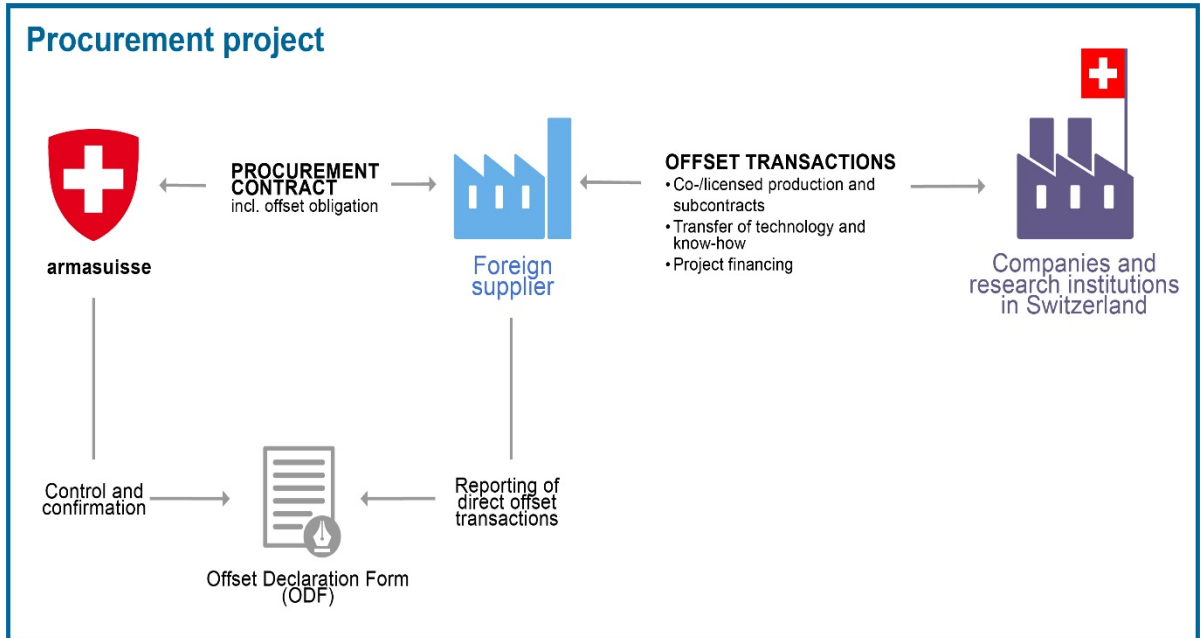 Procurement project
PROCUREMENT
CONTRACT
incl. offset obligation
OFFSET TRANSACTIONS
• Co-/licensed production and
subcontracts
• Transfer of technology and
know-how
• Project financing
armasuisse
Foreign
supplier
Companies and
research institutions
in Switzerland
Control and
confirmation
Reporting of
direct offset
transactions
Offset Declaration Form
(ODF)